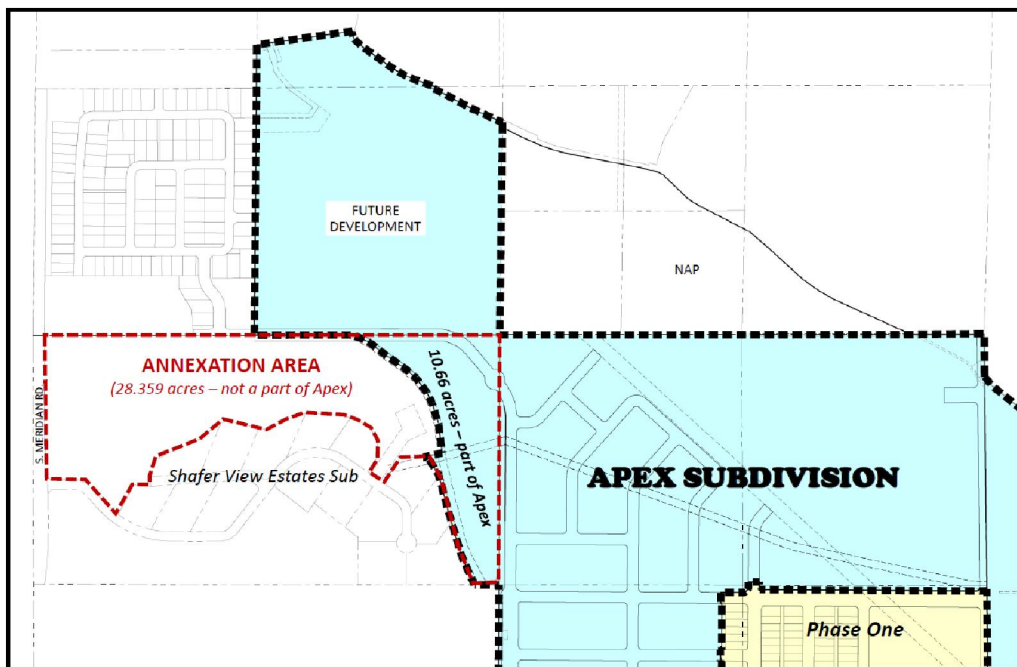 FUTURE
DEVELOPMENT
NAP
ANNEXATION AREA
(28.359 acres – not a part of Apex)
10.66 acres – part of Apex
S. MERIDIAN RD
Shafer View Estates Sub
APEX SUBDIVISION
Phase One